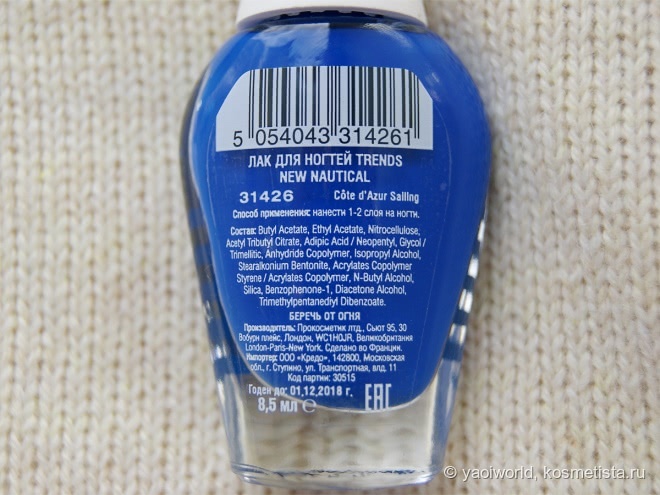 5 054043 314261
ЛАК ДЛЯ НОГТЕЙ TRENDS
NEW NAUTICAL
31426 Côte d'Azur Sailing
Способ применения: нанести 1-2 слоя на ногти.
Состав: Butyl Acetate, Ethyl Acetate, Nitrocellulose,
Acetyl Tributyl Citrate, Adipic Acid / Neopentyl, Glycol /
Trimellitic, Anhydride Copolymer, Isopropyl Alcohol,
Stearalkonium Bentonite, Acrylates Copolymer
Styrene / Acrylates Copolymer, N-Butyl Alcohol,
Silica, Benzophenone-1, Diacetone Alcohol,
Trimethylpentanediyl Dibenzoate.
БЕРЕЧЬ ОТ ОГНЯ
Производитель: Прокосметик лтд., Сьют 95, 30
Вобурн плейс, Лондон, WC1H0JR, Великобритания
London-Paris-New York. Сделано во Франции.
Импортер: ООО «Кредо», 142800, Московская
обл., г. Ступино, ул. Транспортная, влд. 11
Код партии: 30515
Годен до: 01,12,2018 г.
8,5 мл ℮ EAC
© yaoiworld, kosmetista.ru